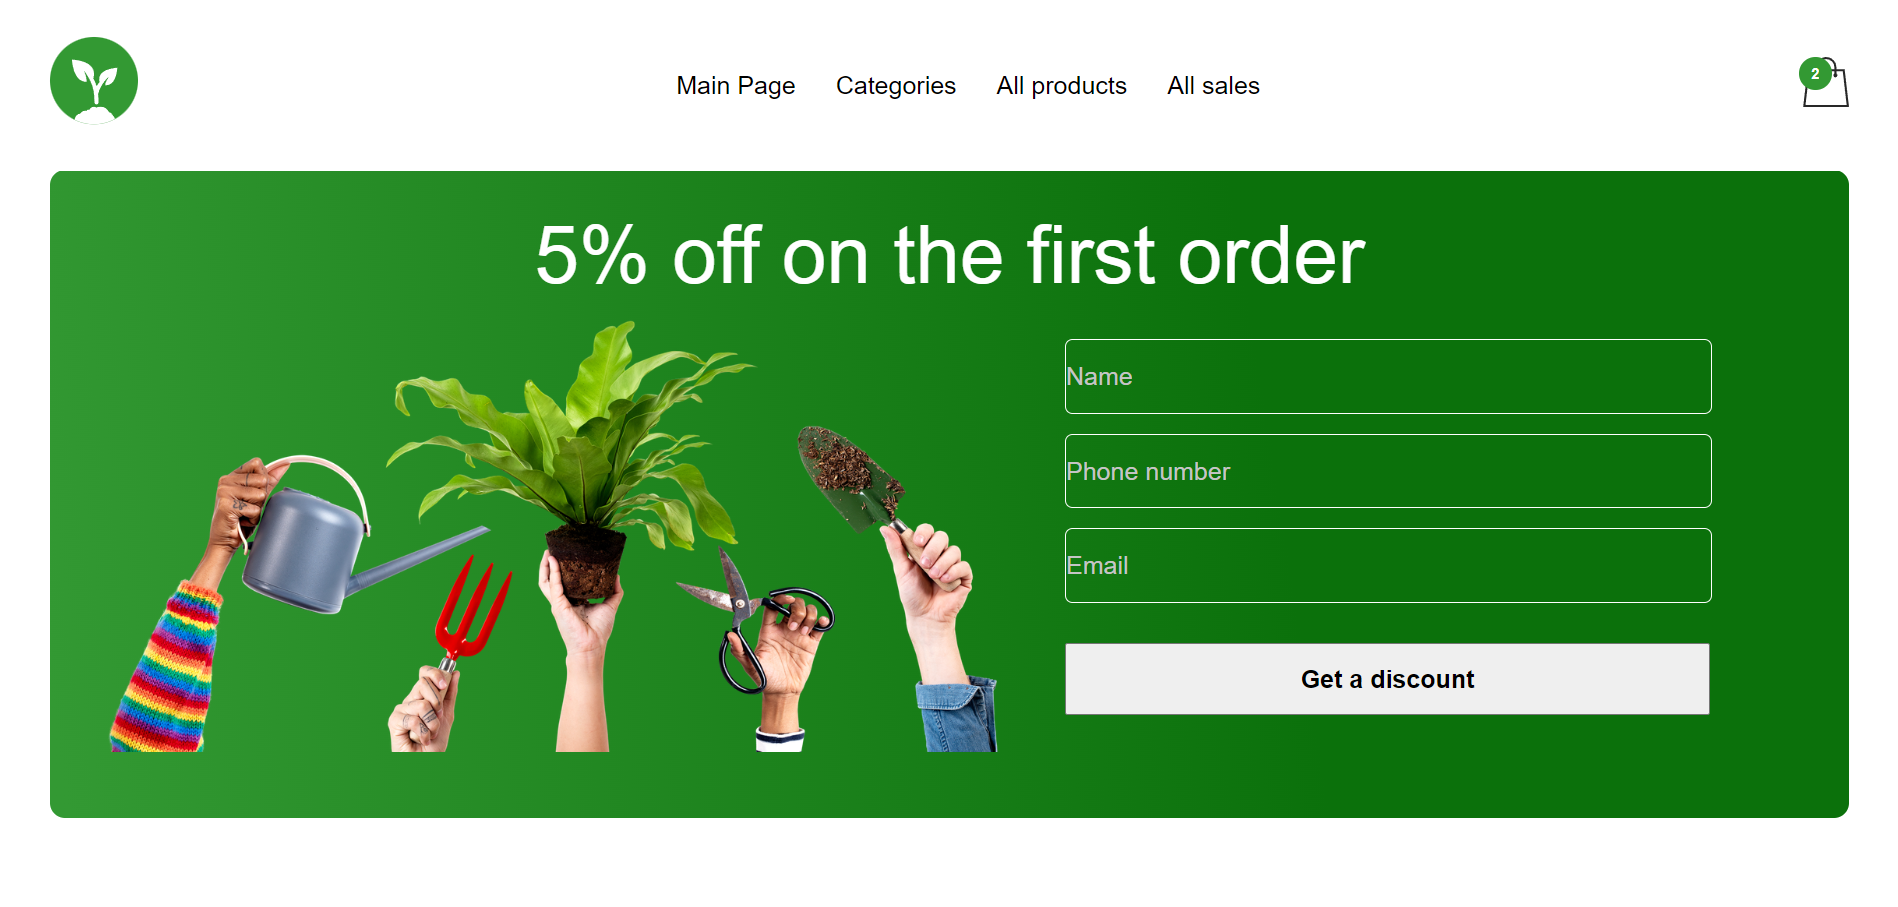 Main Page Categories All products All sales
2
5% off on the first order
Name
Phone number
Email
Get a discount